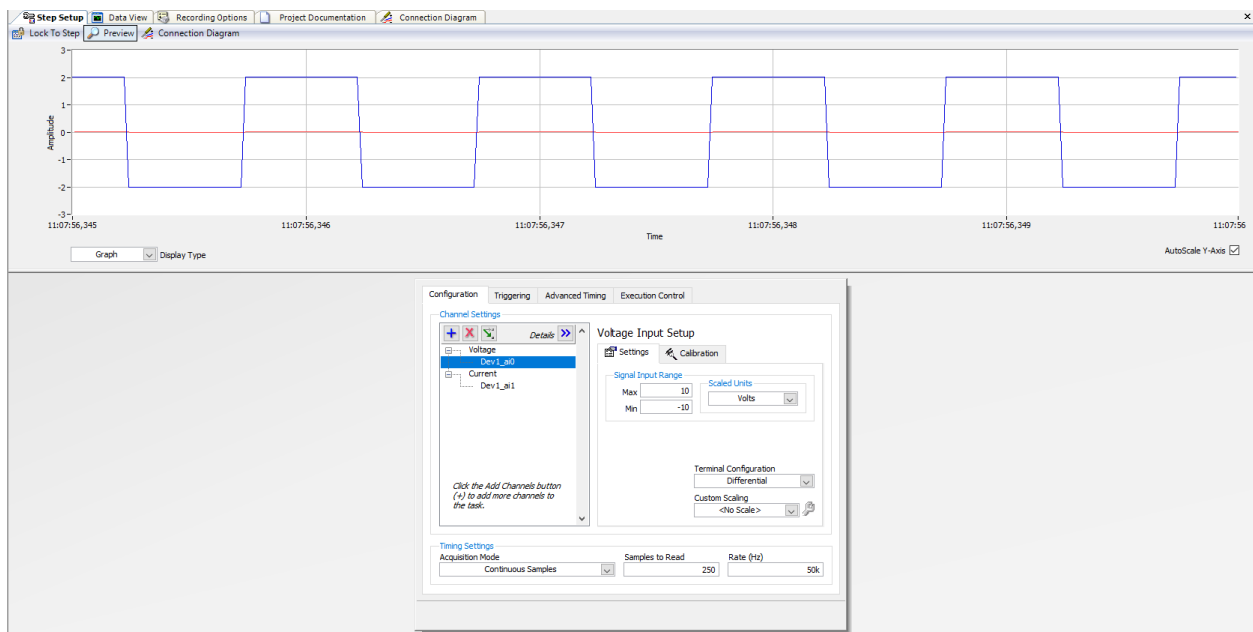 Step Setup Data View Recording Options Project Documentation Connection Diagram
Lock To Step Preview Connection Diagram
3
2
1
0
-1
-2
-3
Amplitude
11:07:56,345 11:07:56,346 11:07:56,347 11:07:56,348 11:07:56,349 11:07:56
Time
Graph Display Type
AutoScale Y-Axis
Configuration Triggering Advanced Timing Execution Control
Channel Settings
Details
Voltage
Dev1_ai0
Current
Dev1_ai1
Click the Add Channels button
(+) to add more channels to
the task.
Voltage Input Setup
Settings Calibration
Signal Input Range
Max 10
Min -10
Scaled Units
Volts
Terminal Configuration
Differential
Custom Scaling
<No Scale>
Timing Settings
Acquisition Mode Samples to Read Rate (Hz)
Continuous Samples 250 50k